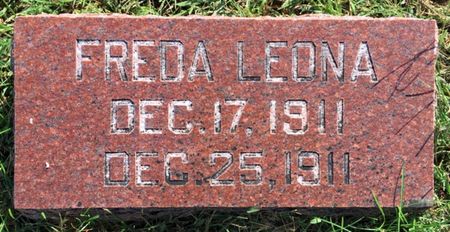 FREDA LEONA
DEC. 17, 1911
DEC. 25, 1911